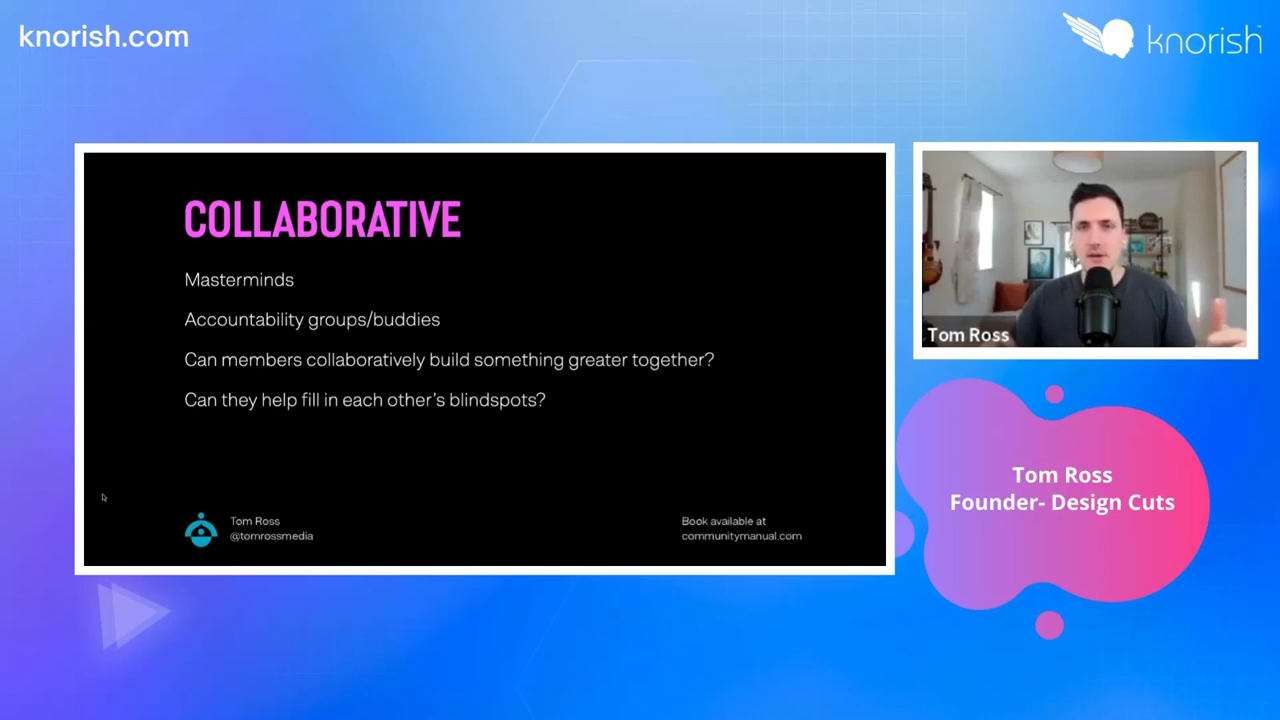 knorish.com
knorish
COLLABORATIVE
Masterminds
Accountability groups/buddies
Can members collaboratively build something greater together?
Can they help fill in each other's blindspots?
Tom Ross
@tomrossmedia
Book available at
communitymanual.com
Tom Ross
Tom Ross
Founder- Design Cuts